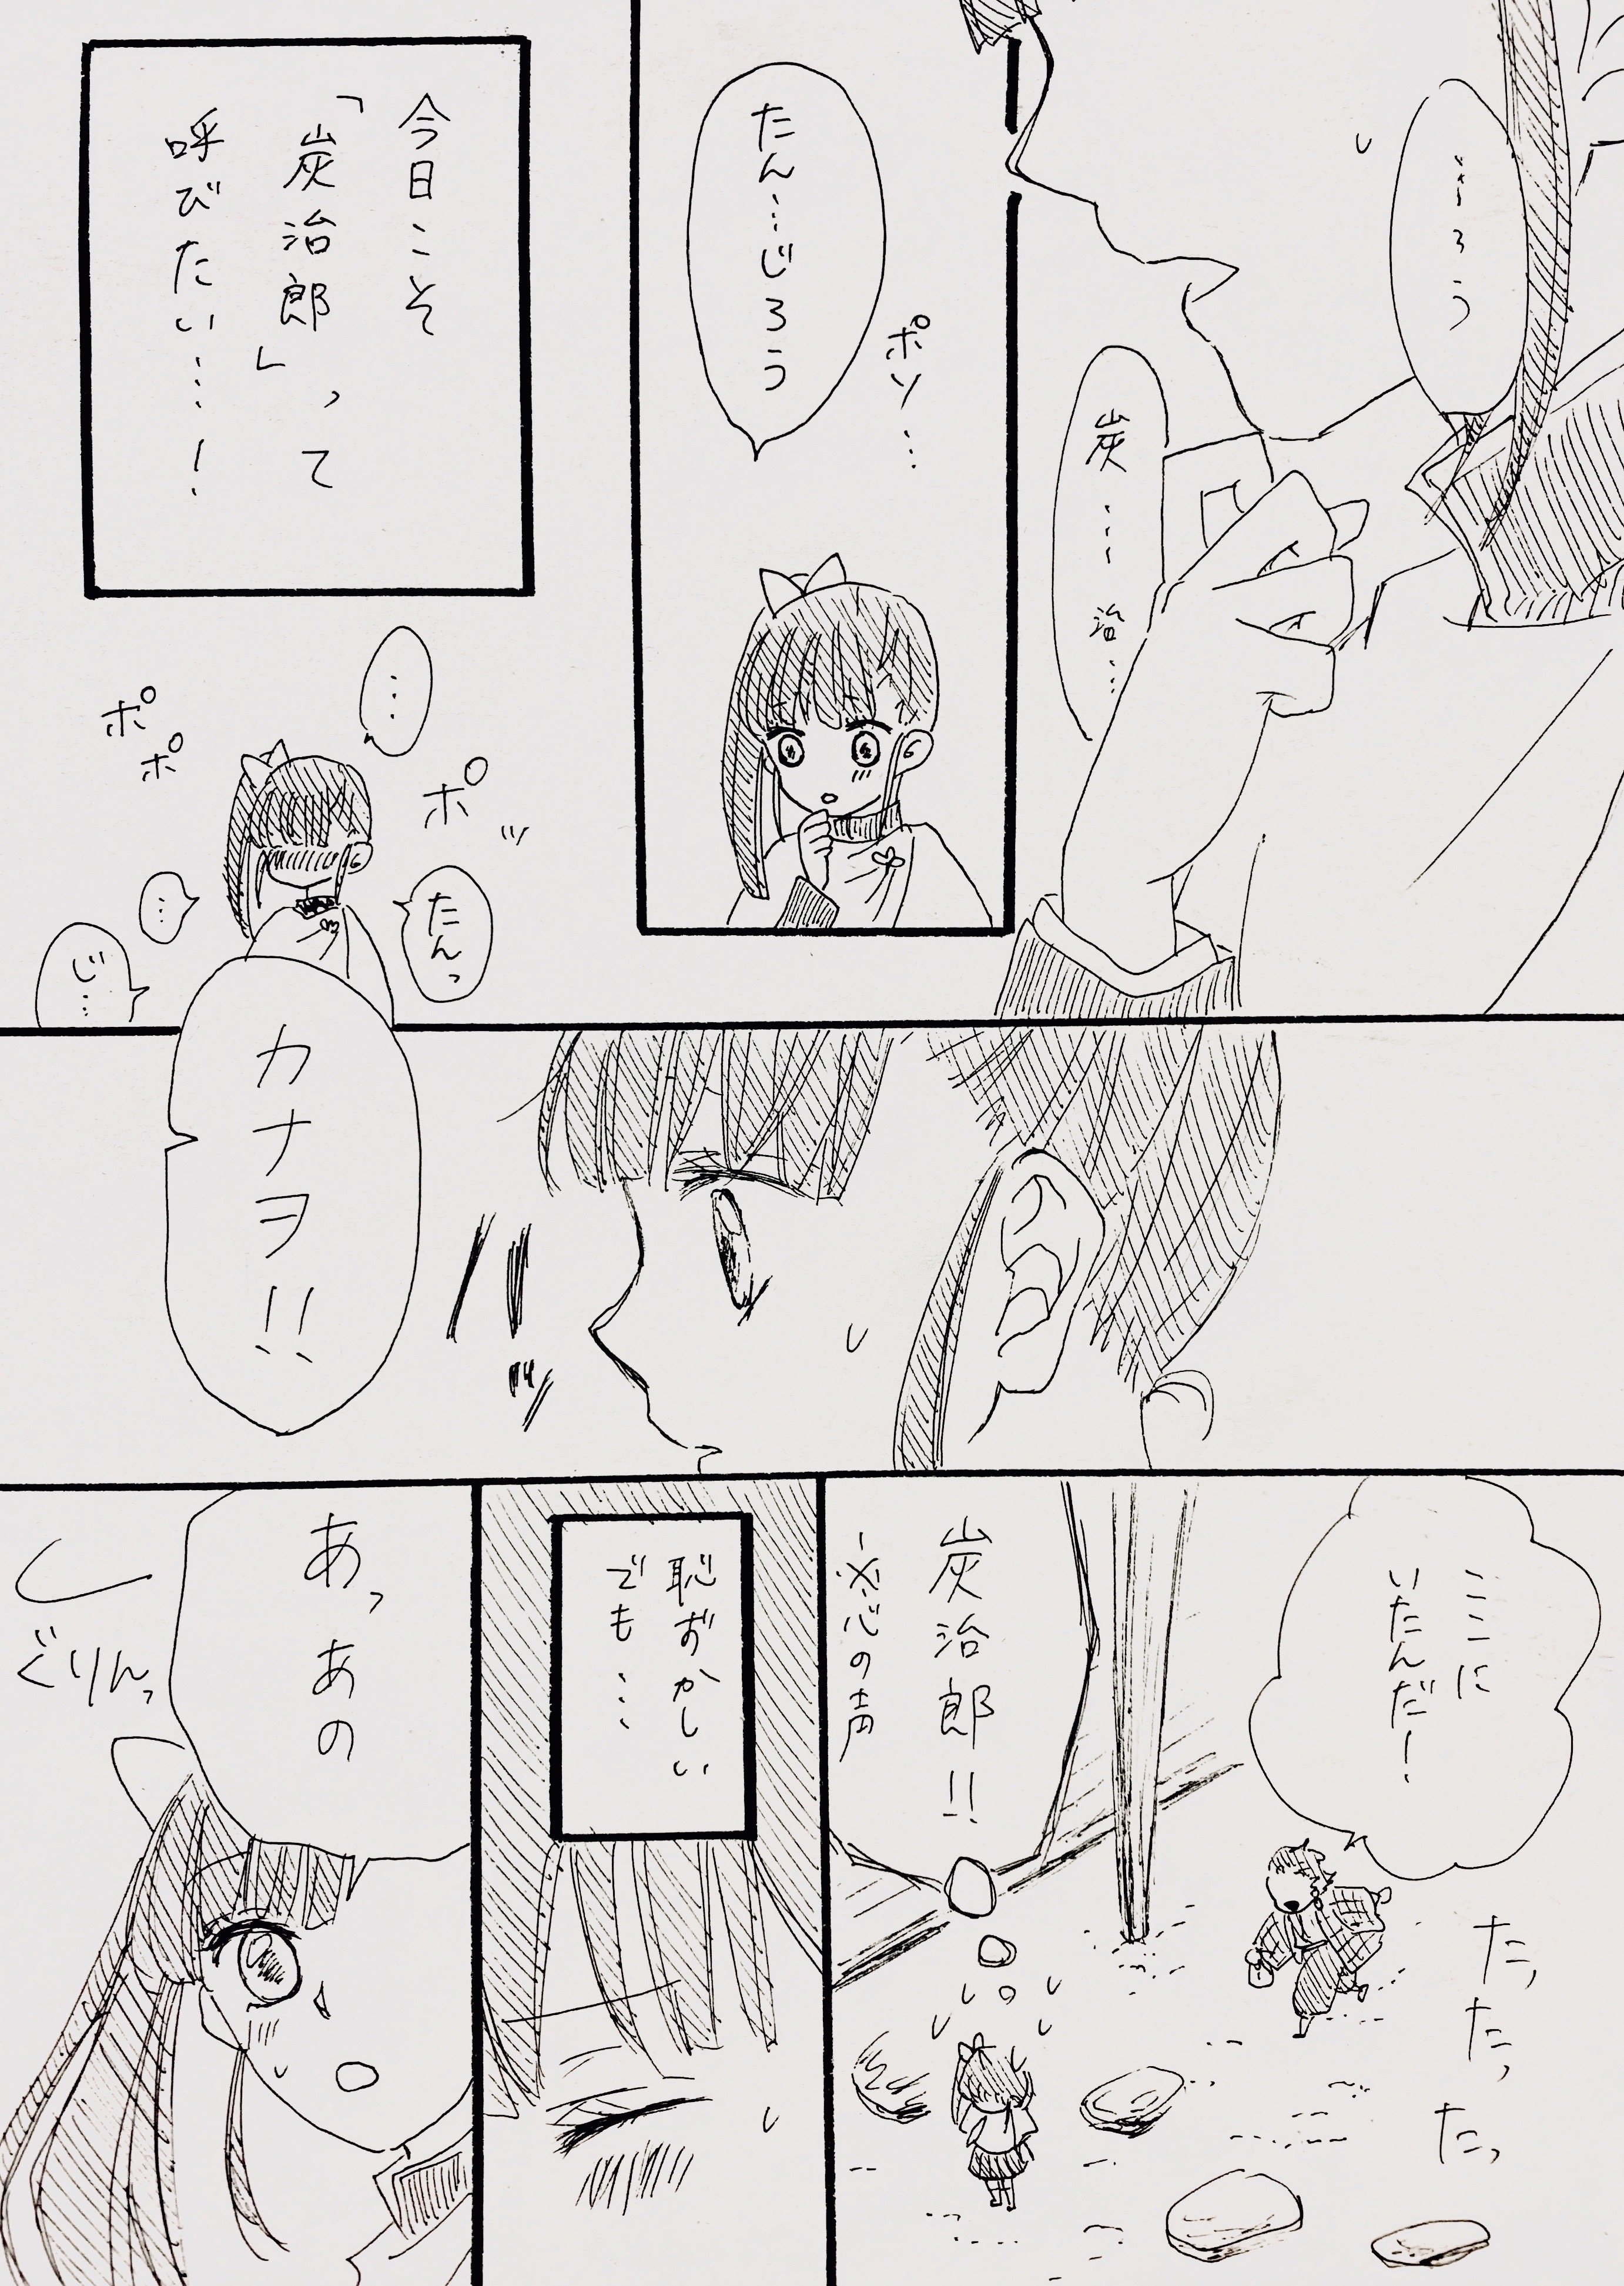 …ろう
炭……治…
たん…じろう
ポソ…
今日こそ
「炭治郎」って
呼びたい…！
…
ポ
ポッ
ポ
たんっ
…
じ…
カナヲ!!
ここに
いたんだ！
たっ
たっ
たっ
炭治郎!!
※心の声
恥ずかしい
でも…
あっあの
ぐりんっ